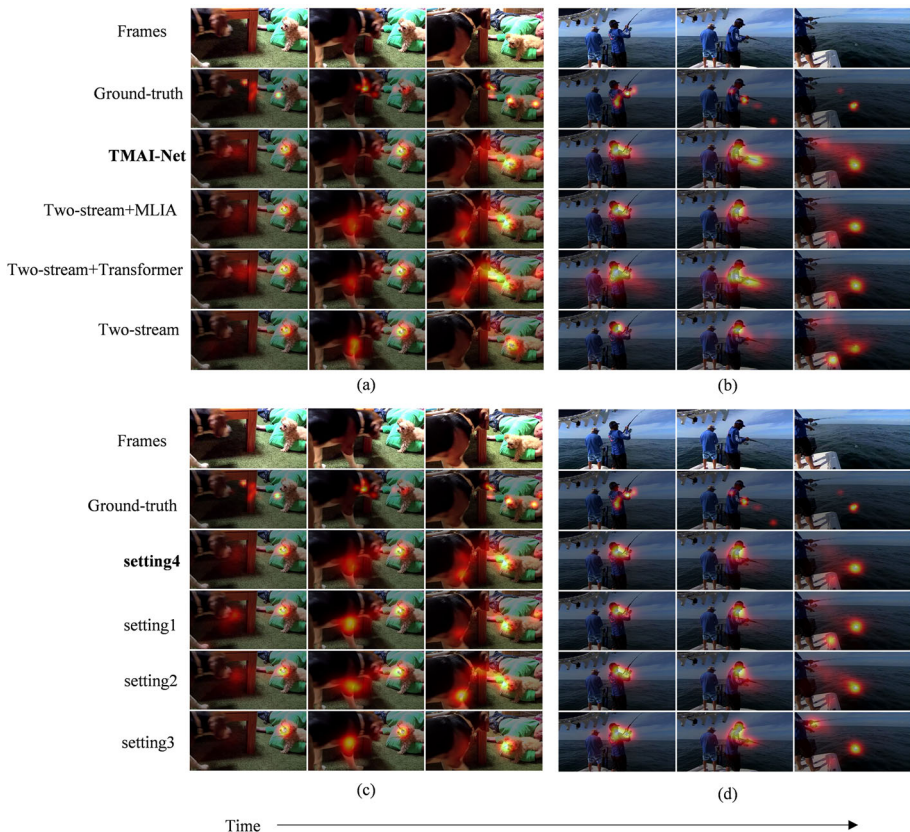 Frames
Ground-truth
TMAI-Net
Two-stream+MLIA
Two-stream+Transformer
Two-stream
(a)
(b)
Frames
Ground-truth
setting4
setting1
setting2
setting3
(c)
(d)
Time